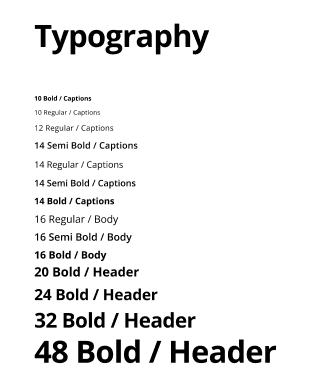 Typography
10 Bold / Captions
10 Regular / Captions
12 Regular / Captions
14 Semi Bold / Captions
14 Regular / Captions
14 Semi Bold / Captions
14 Bold / Captions
16 Regular / Body
16 Semi Bold / Body
16 Bold / Body
20 Bold / Header
24 Bold / Header
32 Bold / Header
48 Bold / Header